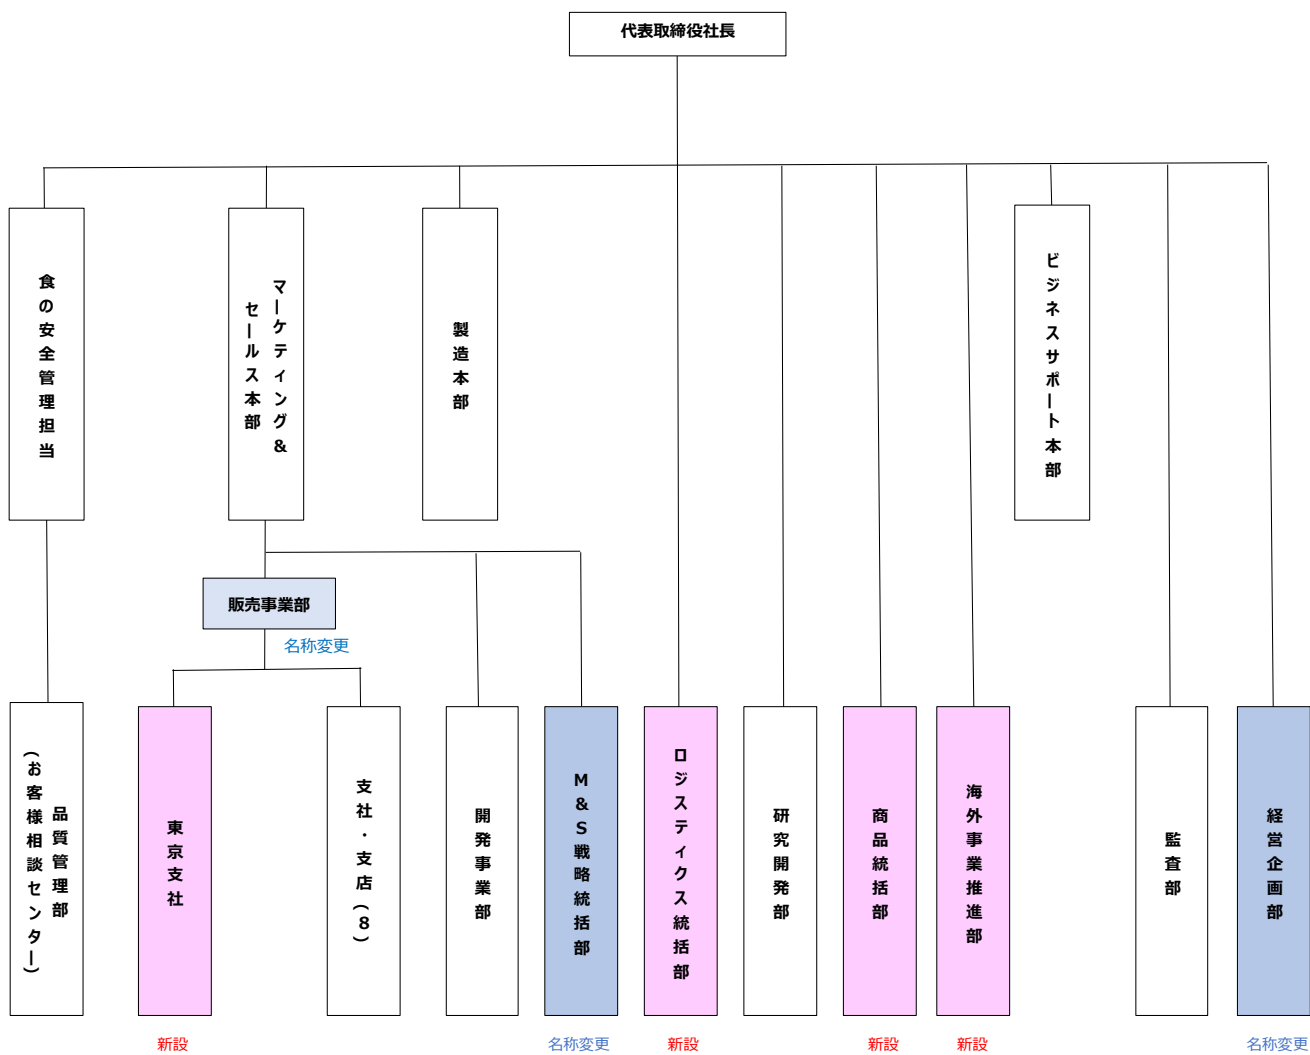 代表取締役社長
食の安全管理担当
マーケティング&
セールス本部
製造本部
ビジネスサポート本部
販売事業部
名称変更
品質管理部
(お客様相談センター)
東京支社
支社・支店(8)
開発事業部
M&S戦略統括部
ロジスティクス統括部
研究開発部
商品統括部
海外事業推進部
監査部
経営企画部
新設
名称変更
新設
新設
新設
名称変更